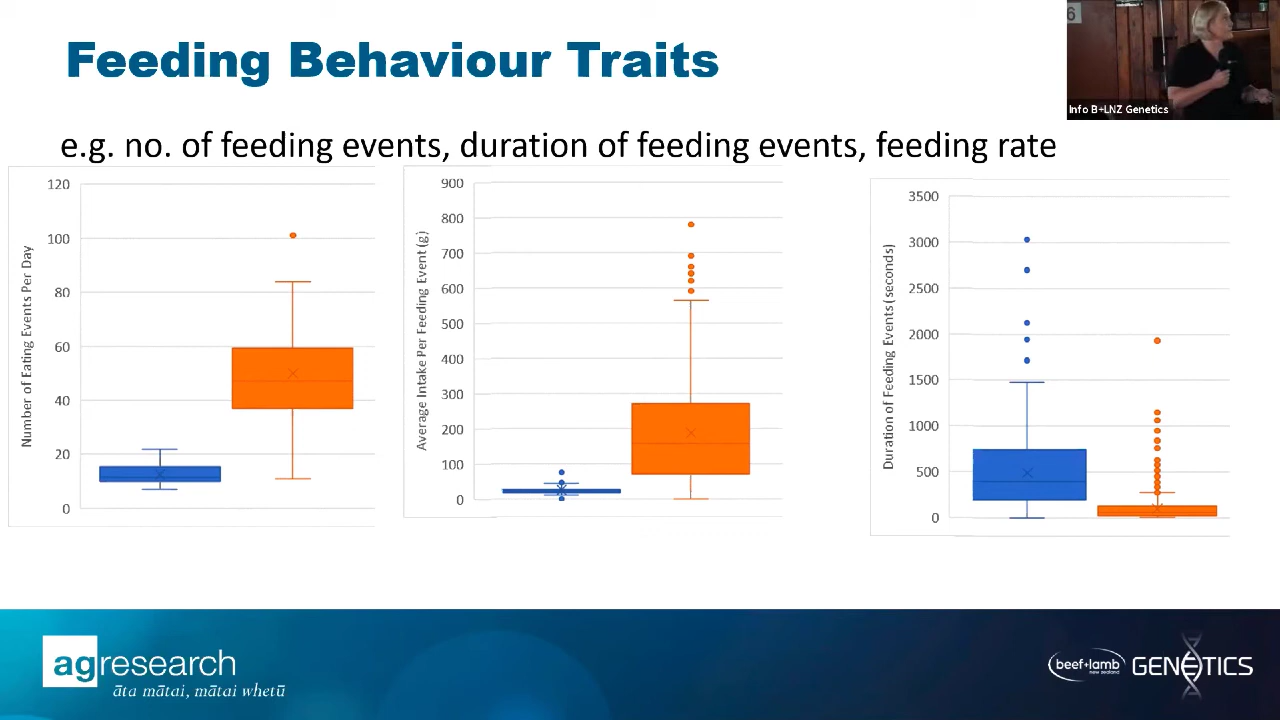 Feeding Behaviour Traits
6
Info B+LNZ Genetics
e.g. no. of feeding events, duration of feeding events, feeding rate
Number of Eating Events Per Day
120
100
80
60
40
20
0
Average Intake Per Feeding Event (g)
900
800
700
600
500
400
300
200
100
0
Duration of Feeding Events (seconds)
3500
3000
2500
2000
1500
1000
500
0
agresearch
āta mātai, mātai whetū
beef+lamb
new zealand
GENETICS